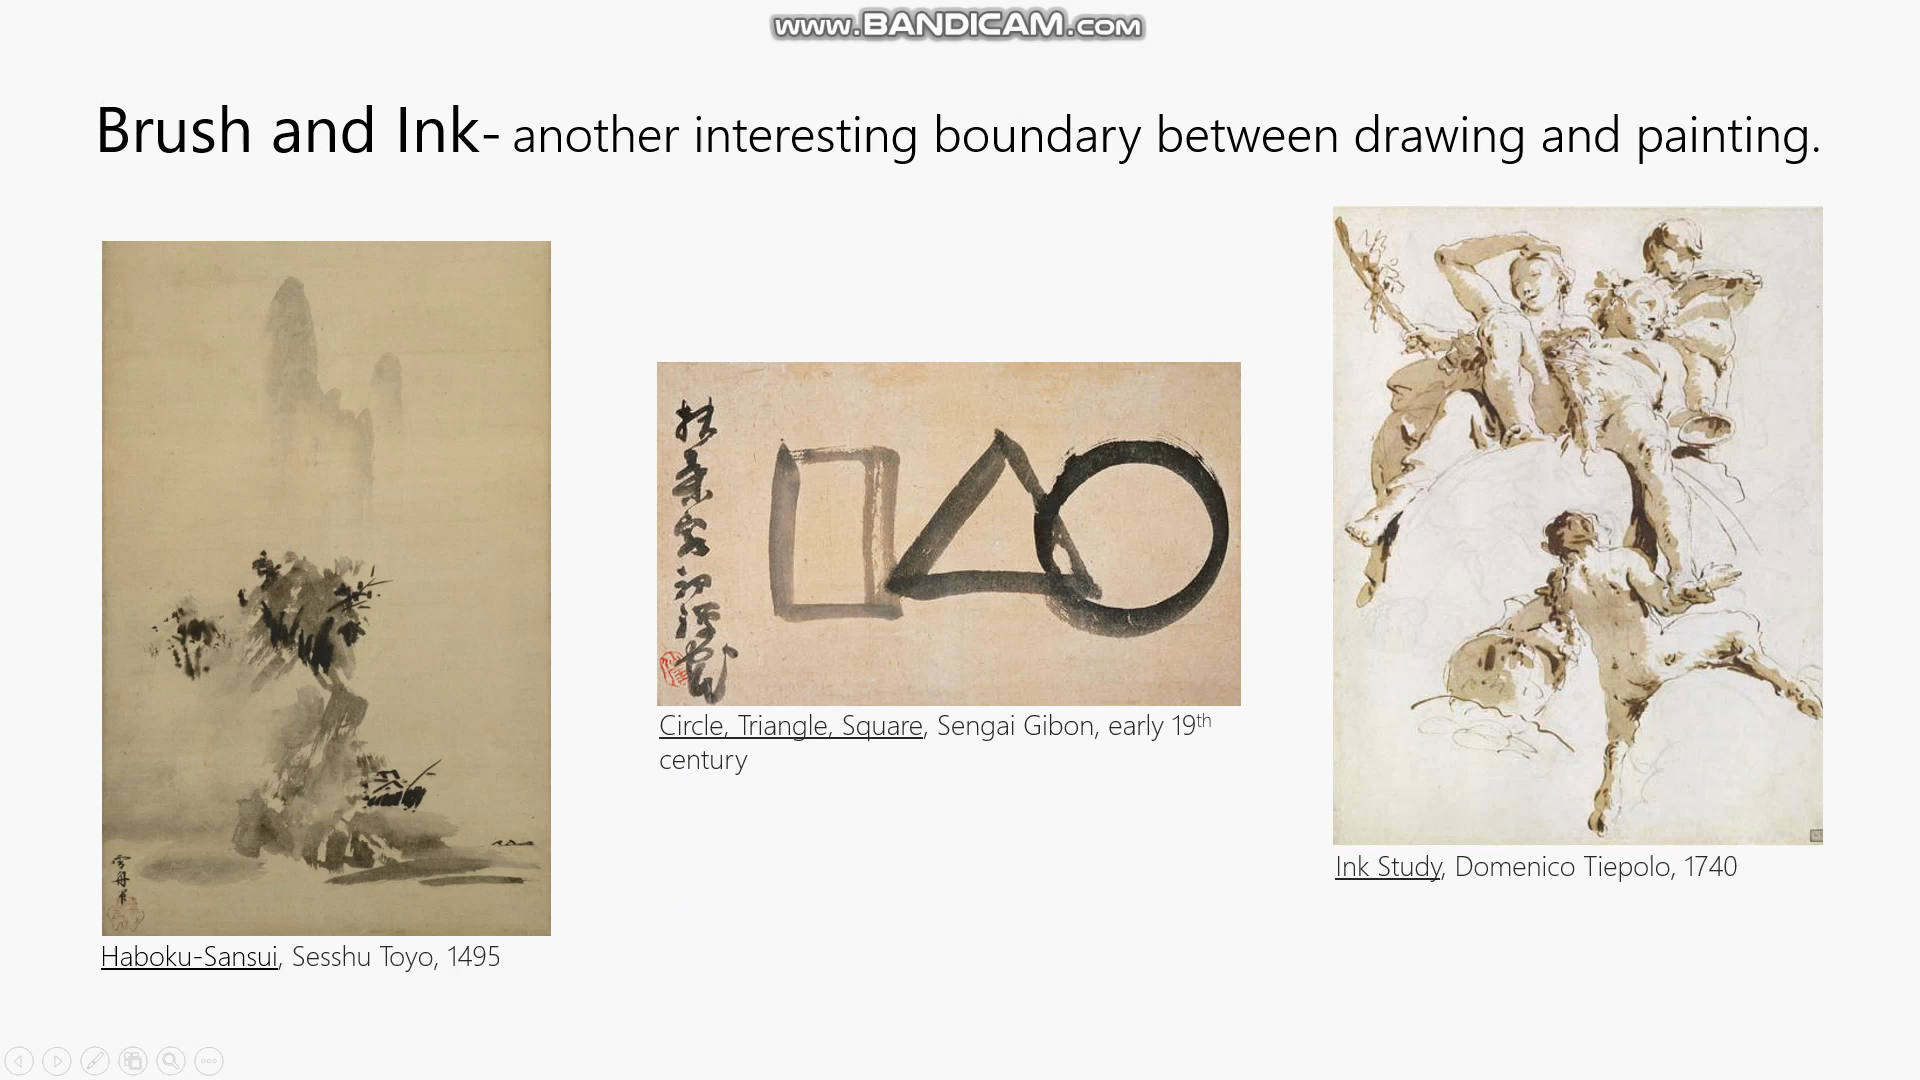 www.BANDICAM.com
Brush and Ink- another interesting boundary between drawing and painting.
Circle, Triangle, Square, Sengai Gibon, early 19th
century
Ink Study, Domenico Tiepolo, 1740
Haboku-Sansui, Sesshu Toyo, 1495